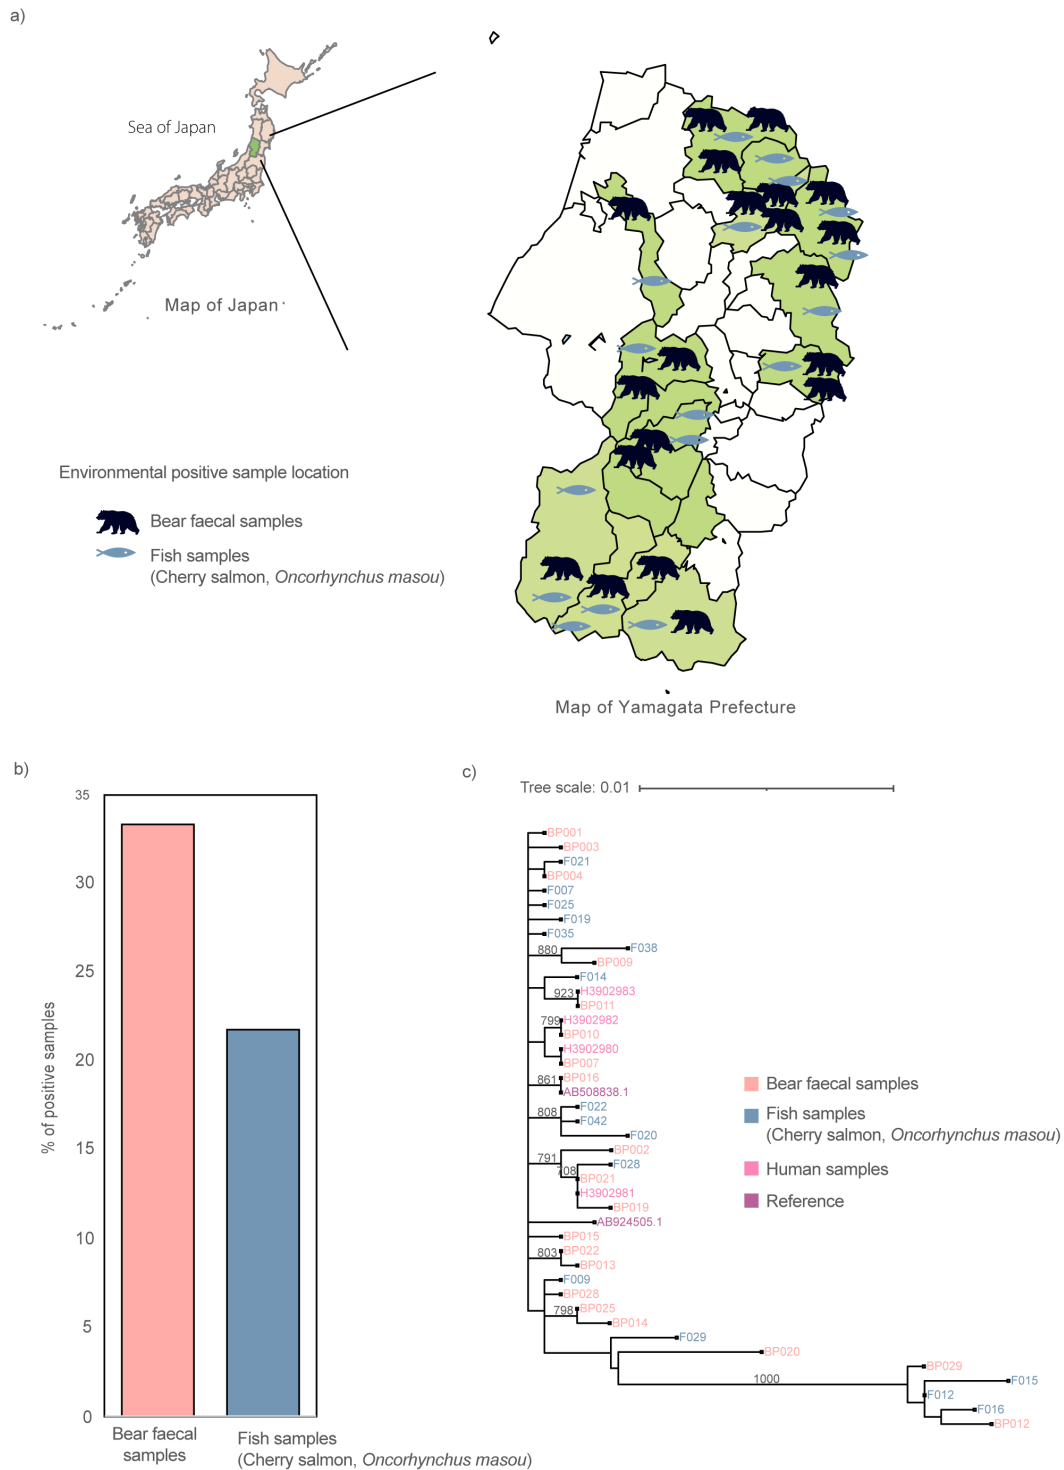 a)
Sea of Japan
Map of Japan
Environmental positive sample location
Bear faecal samples
Fish samples
(Cherry salmon, Oncorhynchus masou)
Map of Yamagata Prefecture
b)
35
30
25
20
15
10
5
0
% of positive samples
Bear faecal
samples
Fish samples
(Cherry salmon, Oncorhynchus masou)
c)
Tree scale: 0.01
BP001
BP003
F021
BP004
F007
F025
F019
F035
880
F038
BP009
F014
923
H3902983
BP011
799
H3902982
BP010
H3902980
BP007
861
BP016
AB508838.1
808
F022
F042
F020
791
BP002
708
F028
BP021
H3902981
BP019
AB924505.1
BP015
803
BP022
BP013
F009
BP028
798
BP025
BP014
F029
BP020
1000
BP029
F015
F012
F016
BP012
Bear faecal samples
Fish samples
(Cherry salmon, Oncorhynchus masou)
Human samples
Reference